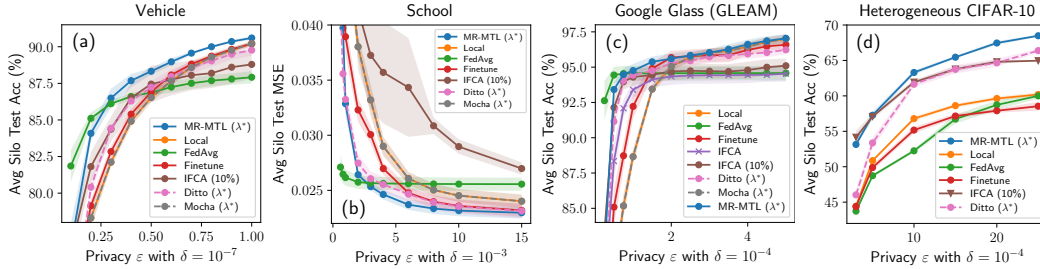 Vehicle
(a)
Avg Silo Test Acc (%)
90.0
87.5
85.0
82.5
80.0
MR-MTL (λ*)
Local
FedAvg
Finetune
IFCA (10%)
Ditto (λ*)
Mocha (λ*)
0.25
0.50
0.75
1.00
Privacy ε with δ = 10⁻⁷
School
(b)
Avg Silo Test MSE
0.040
0.035
0.030
0.025
MR-MTL (λ*)
Local
FedAvg
Finetune
IFCA (10%)
Ditto (λ*)
Mocha (λ*)
0
3
6
9
12
15
Privacy ε with δ = 10⁻³
Google Glass (GLEAM)
(c)
Avg Silo Test Acc (%)
97.5
95.0
92.5
90.0
87.5
85.0
Local
FedAvg
Finetune
IFCA
IFCA (10%)
Ditto (λ*)
Mocha (λ*)
MR-MTL (λ*)
2
4
Privacy ε with δ = 10⁻⁴
Heterogeneous CIFAR-10
(d)
Avg Silo Test Acc (%)
70
65
60
55
50
45
MR-MTL (λ*)
Local
FedAvg
Finetune
IFCA (10%)
Ditto (λ*)
10
20
Privacy ε with δ = 10⁻⁴